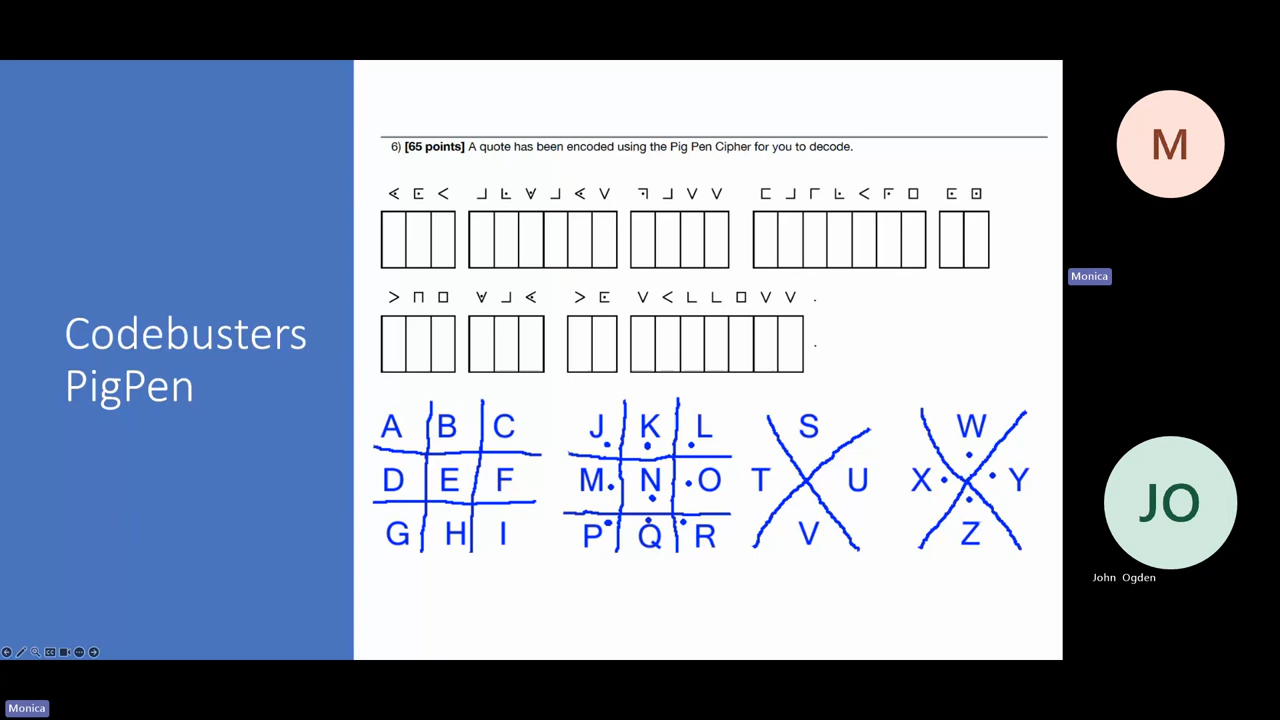 6) [65 points] A quote has been encoded using the Pig Pen Cipher for you to decode.
M
Monica
Codebusters
PigPen
A B C
D E F
G H I
J K L
M N O
P Q R
S
T U
V
W
X Y
Z
JO
John Ogden
Monica